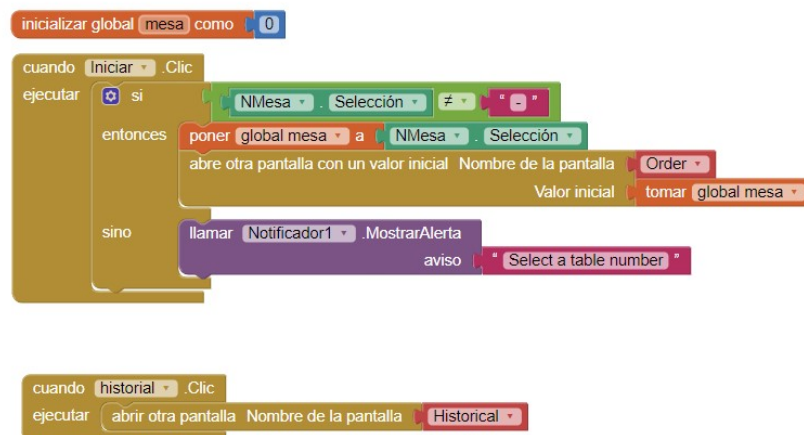 inicializar global mesa como 0
cuando Iniciar .Clic
ejecutar si NMesa . Selección ≠ " - "
entonces poner global mesa a NMesa . Selección
abre otra pantalla con un valor inicial Nombre de la pantalla Order
Valor inicial tomar global mesa
sino llamar Notificador1 .MostrarAlerta
aviso " Select a table number "
cuando historial .Clic
ejecutar abrir otra pantalla Nombre de la pantalla Historical